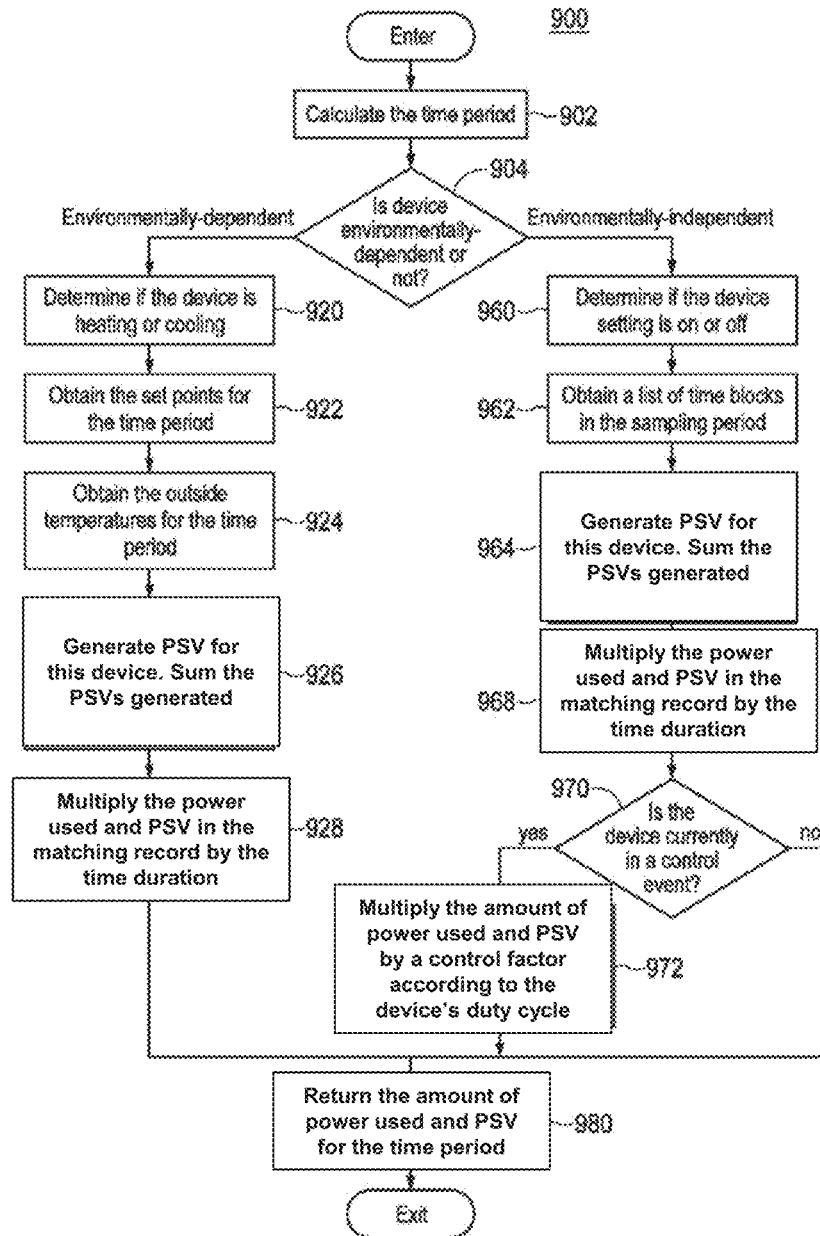 900
Enter
Calculate the time period
902
904
Is device
environmentally-
dependent or
not?
Environmentally-dependent
Environmentally-independent
Determine if the device is
heating or cooling
920
Obtain the set points for
the time period
922
Obtain the outside
temperatures for the time
period
924
Generate PSV for
this device. Sum the
PSVs generated
926
Multiply the power
used and PSV in the
matching record by the
time duration
928
960
Determine if the device
setting is on or off
962
Obtain a list of time blocks
in the sampling period
964
Generate PSV for
this device. Sum the
PSVs generated
968
Multiply the power
used and PSV in the
matching record by the
time duration
970
Is the
device currently
in a control
event?
yes
no
Multiply the amount of
power used and PSV
by a control factor
according to the
device's duty cycle
972
Return the amount of
power used and PSV
for the time period
980
Exit